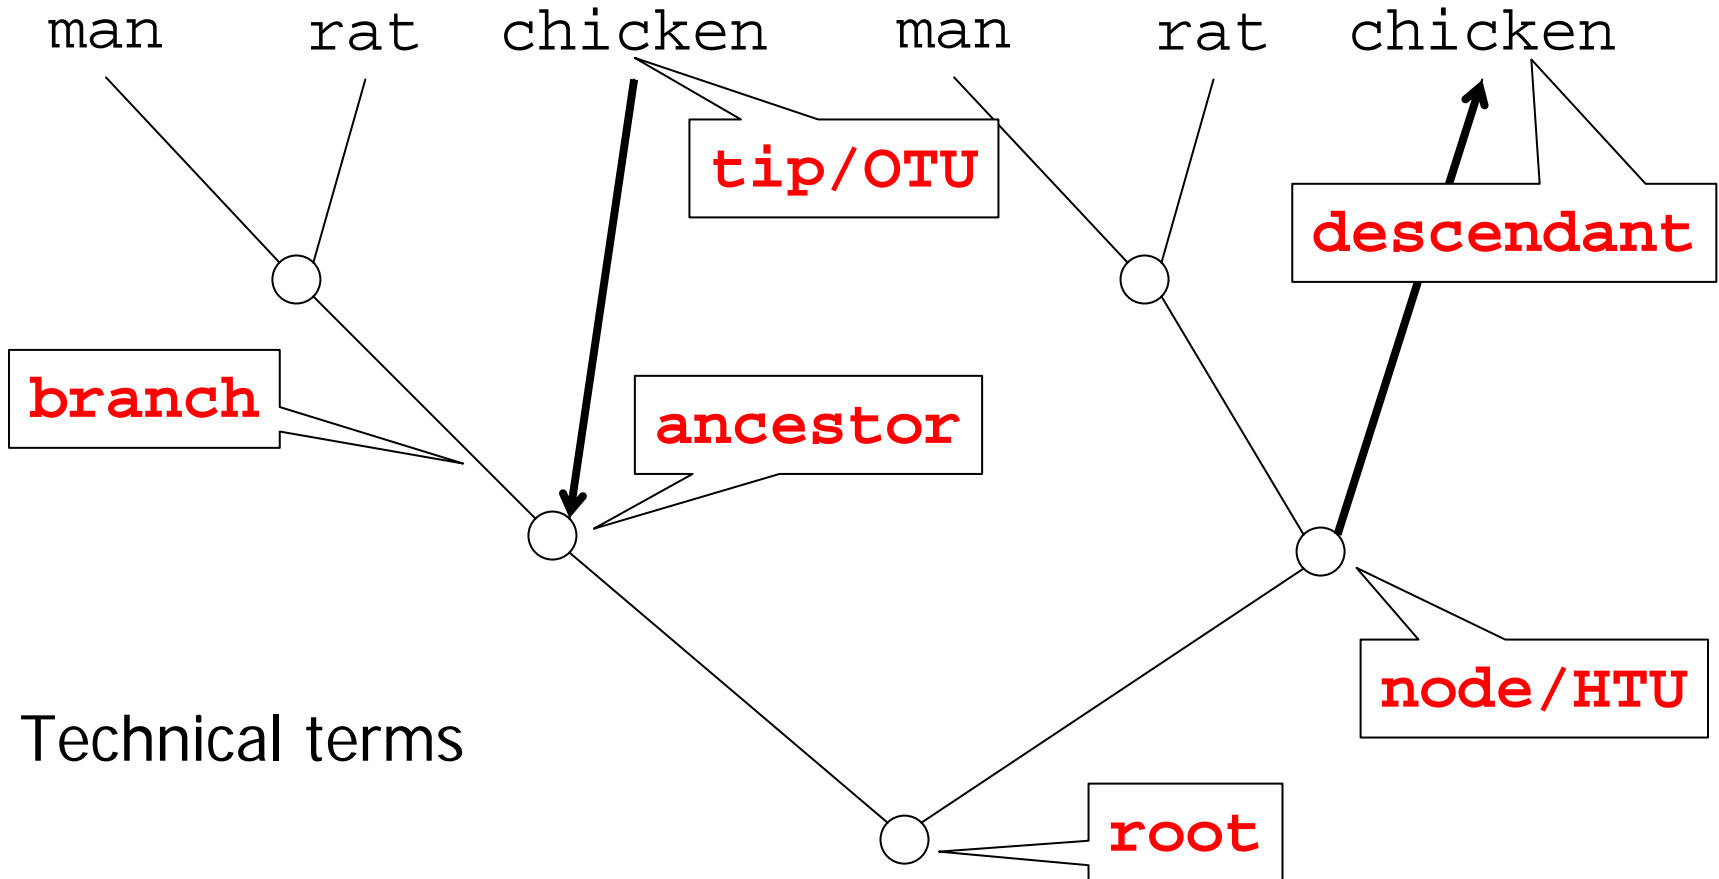 man rat chicken man rat chicken
tip/OTU
descendant
branch
ancestor
node/HTU
Technical terms
root